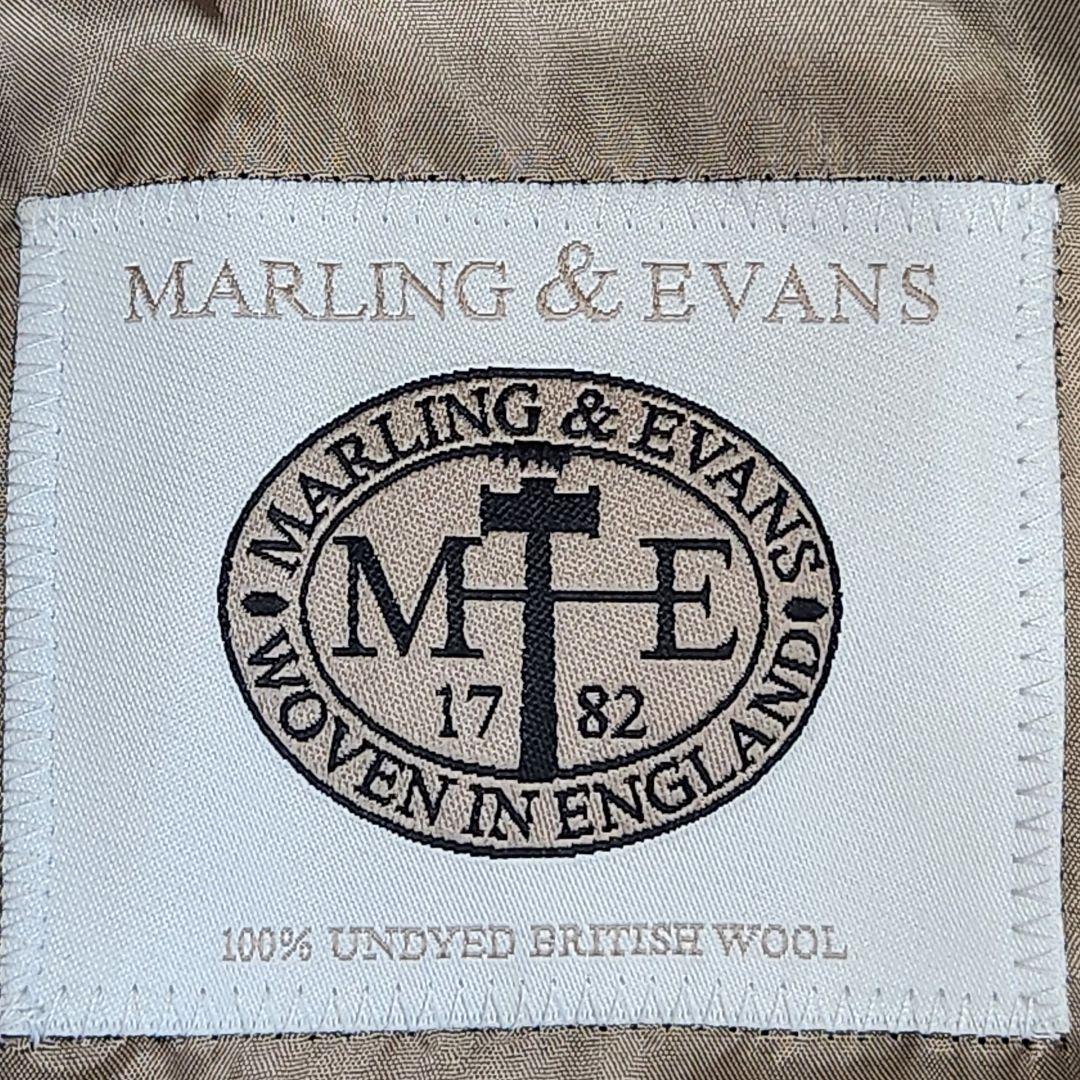 MARLING & EVANS
MARLING & EVANS
M E
17 82
WOVEN IN ENGLAND
100% UNDYED BRITISH WOOL